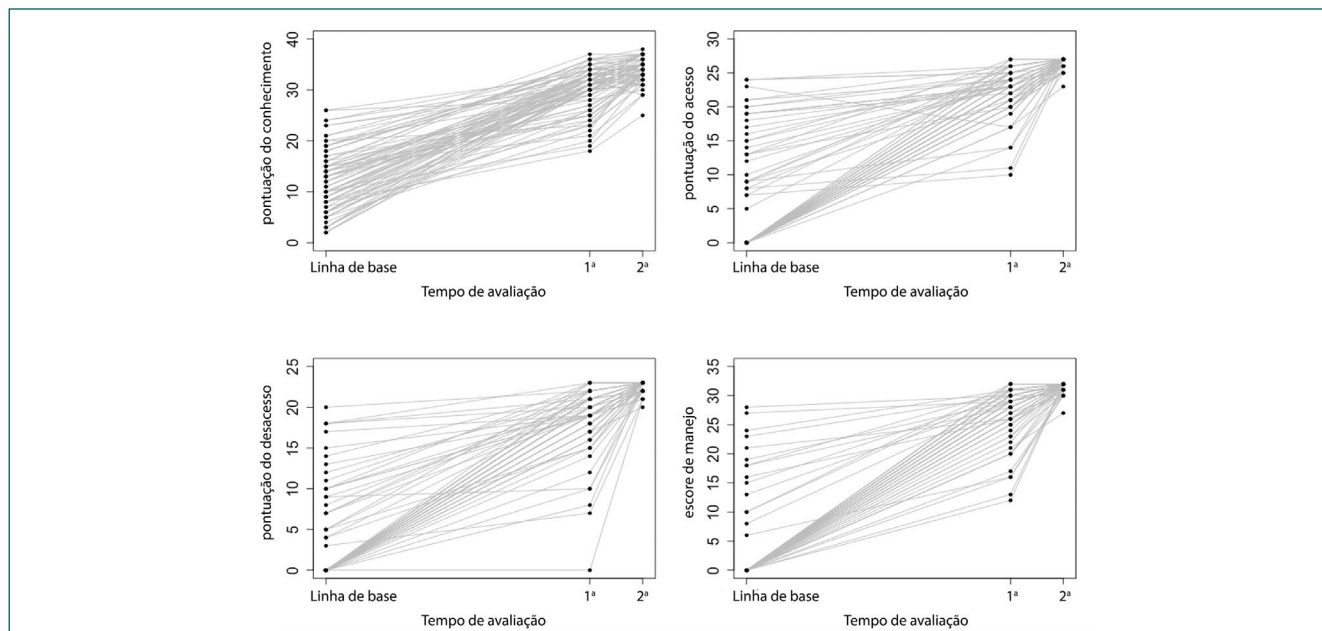 pontuação do conhecimento
40
30
20
10
0
Linha de base 1ª 2ª
Tempo de avaliação
pontuação do acesso
30
25
20
15
10
5
0
Linha de base 1ª 2ª
Tempo de avaliação
pontuação do desacesso
25
20
15
10
5
0
Linha de base 1ª 2ª
Tempo de avaliação
escore de manejo
35
30
25
20
15
10
5
0
Linha de base 1ª 2ª
Tempo de avaliação